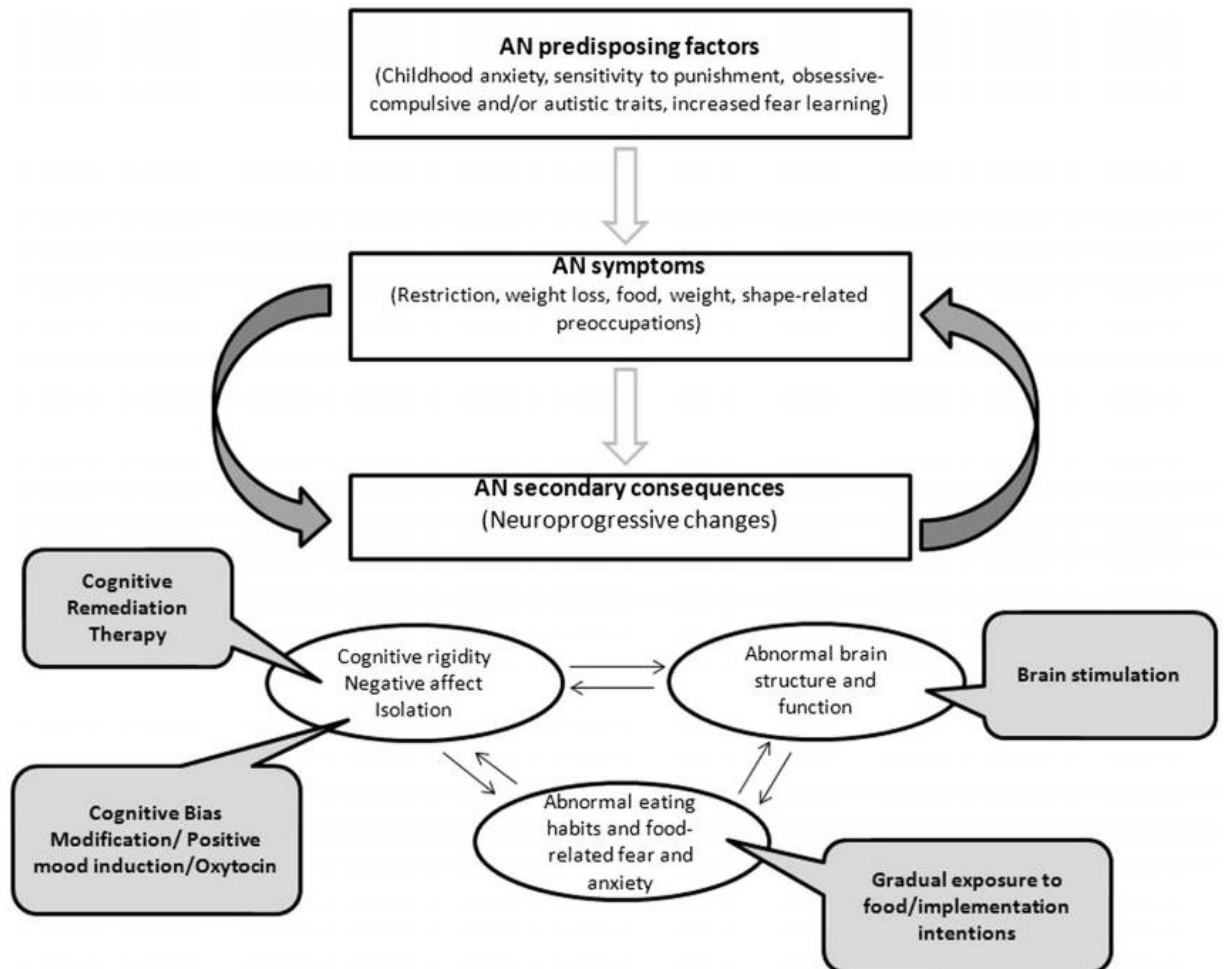 AN predisposing factors
(Childhood anxiety, sensitivity to punishment, obsessive-
compulsive and/or autistic traits, increased fear learning)
AN symptoms
(Restriction, weight loss, food, weight, shape-related
preoccupations)
AN secondary consequences
(Neuroprogressive changes)
Cognitive
Remediation
Therapy
Cognitive rigidity
Negative affect
Isolation
Abnormal brain
structure and
function
Brain stimulation
Cognitive Bias
Modification/ Positive
mood induction/Oxytocin
Abnormal eating
habits and food-
related fear and
anxiety
Gradual exposure to
food/implementation
intentions